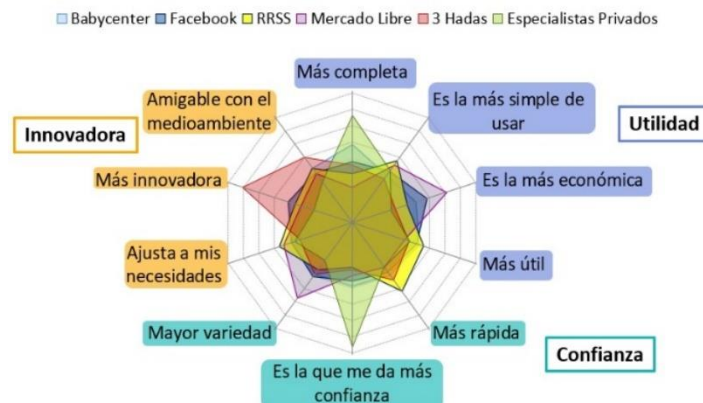 Babycenter Facebook RRSS Mercado Libre 3 Hadas Especialistas Privados
Más completa
Amigable con el
medioambiente
Es la más simple de
usar
Innovadora
Utilidad
Más innovadora
Es la más económica
Ajusta a mis
necesidades
Más útil
Mayor variedad
Más rápida
Confianza
Es la que me da más
confianza